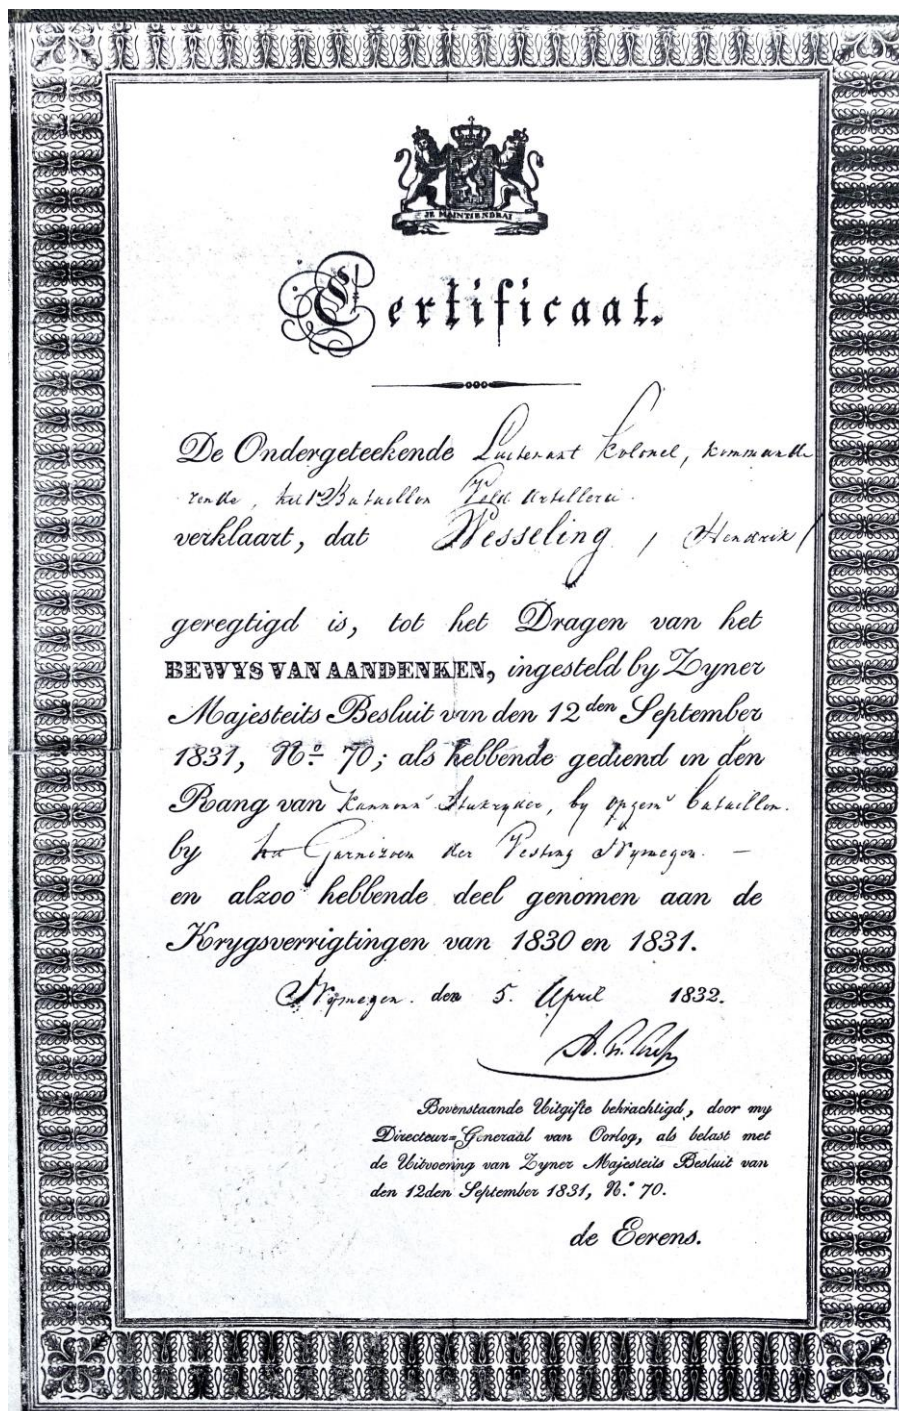 JE MAINTIENDRAI
Certificaat.
De Ondergeteekende Luitenant Kolonel, kommande
rende, het 1e Bataillon Veld Artillerie.
verklaart, dat Wesseling, Hendrik
geregtigd is, tot het Dragen van het
BEWYS VAN AANDENKEN, ingesteld by Zyner
Majesteits Besluit van den 12den September
1831, No. 70; als hebbende gediend in den
Rang van Kannonr Stukryder, by opgemt bataillon.
by het Garnizoen der Vesting Nymegen. —
en alzoo hebbende deel genomen aan de
Krygsverrigtingen van 1830 en 1831.
Nymegen. den 5. April 1832.
Bovenstaande Uitgifte bekrachtigd, door my
Directeur=Generaal van Oorlog, als belast met
de Uitvoering van Zyner Majesteits Besluit van
den 12den September 1831, No. 70.
de Eerens.